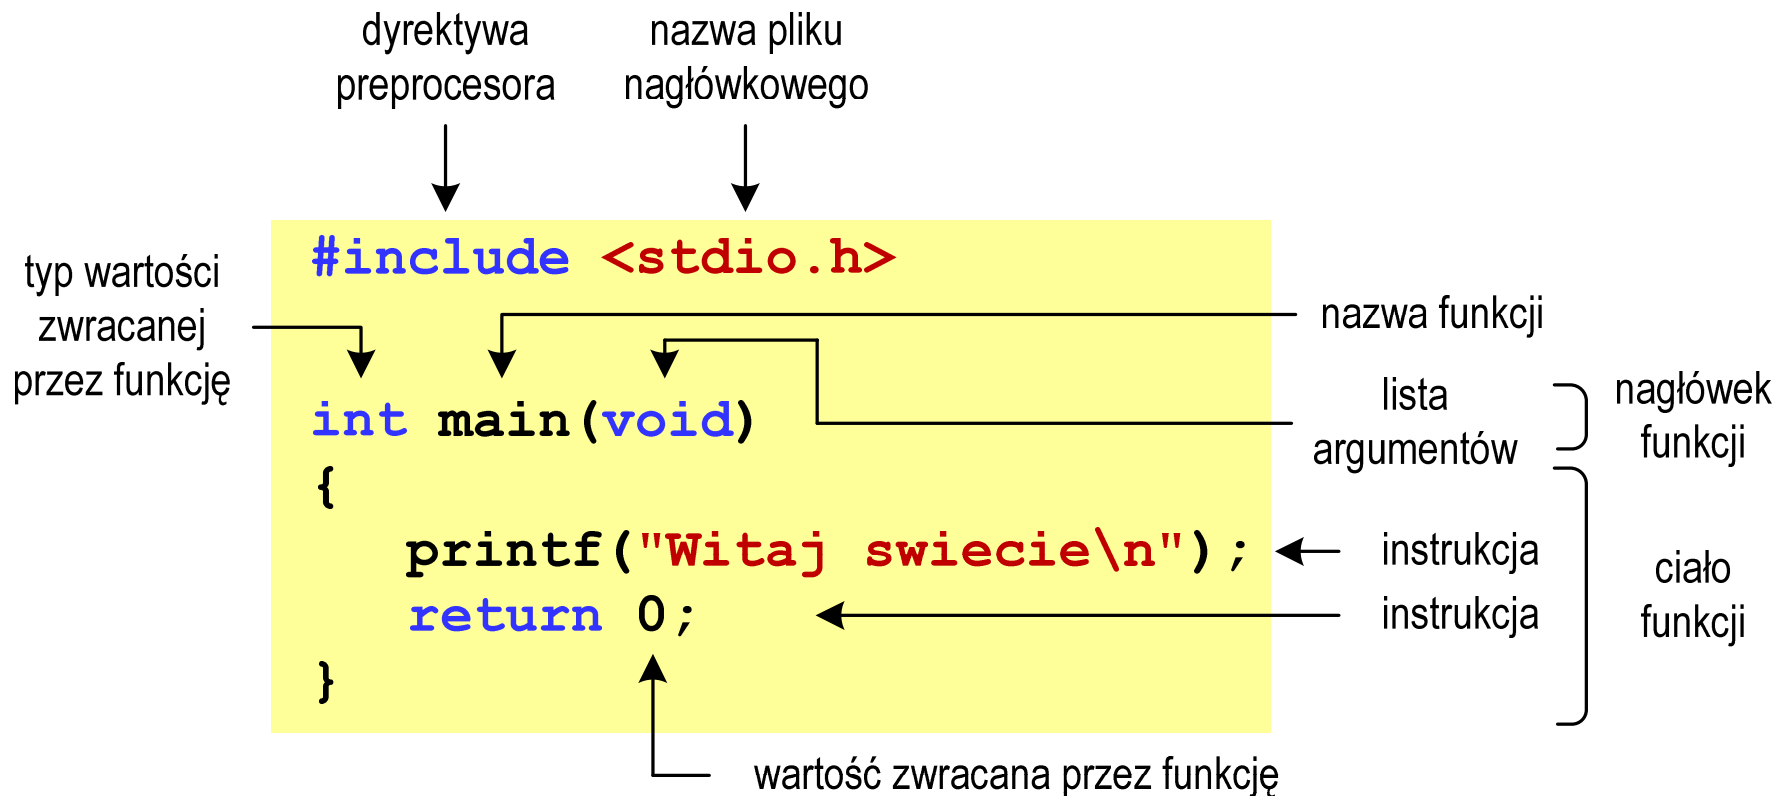 dyrektywa
preprocesora
nazwa pliku
nagłówkowego
#include <stdio.h>
typ wartości
zwracanej
przez funkcję
nazwa funkcji
int main(void)
lista
argumentów
nagłówek
funkcji
{
printf("Witaj swiecie\n");
instrukcja
return 0;
instrukcja
ciało
funkcji
}
wartość zwracana przez funkcję